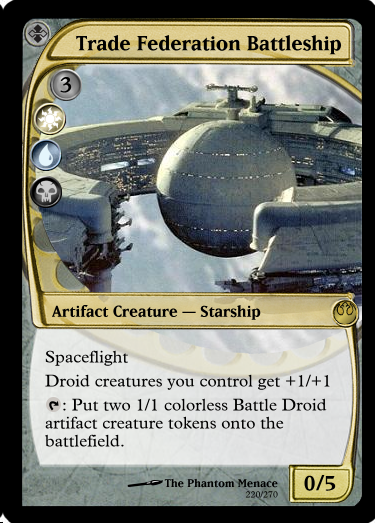 Trade Federation Battleship
3
Artifact Creature — Starship
Spaceflight
Droid creatures you control get +1/+1
: Put two 1/1 colorless Battle Droid
artifact creature tokens onto the
battlefield.
The Phantom Menace
220/270
0/5